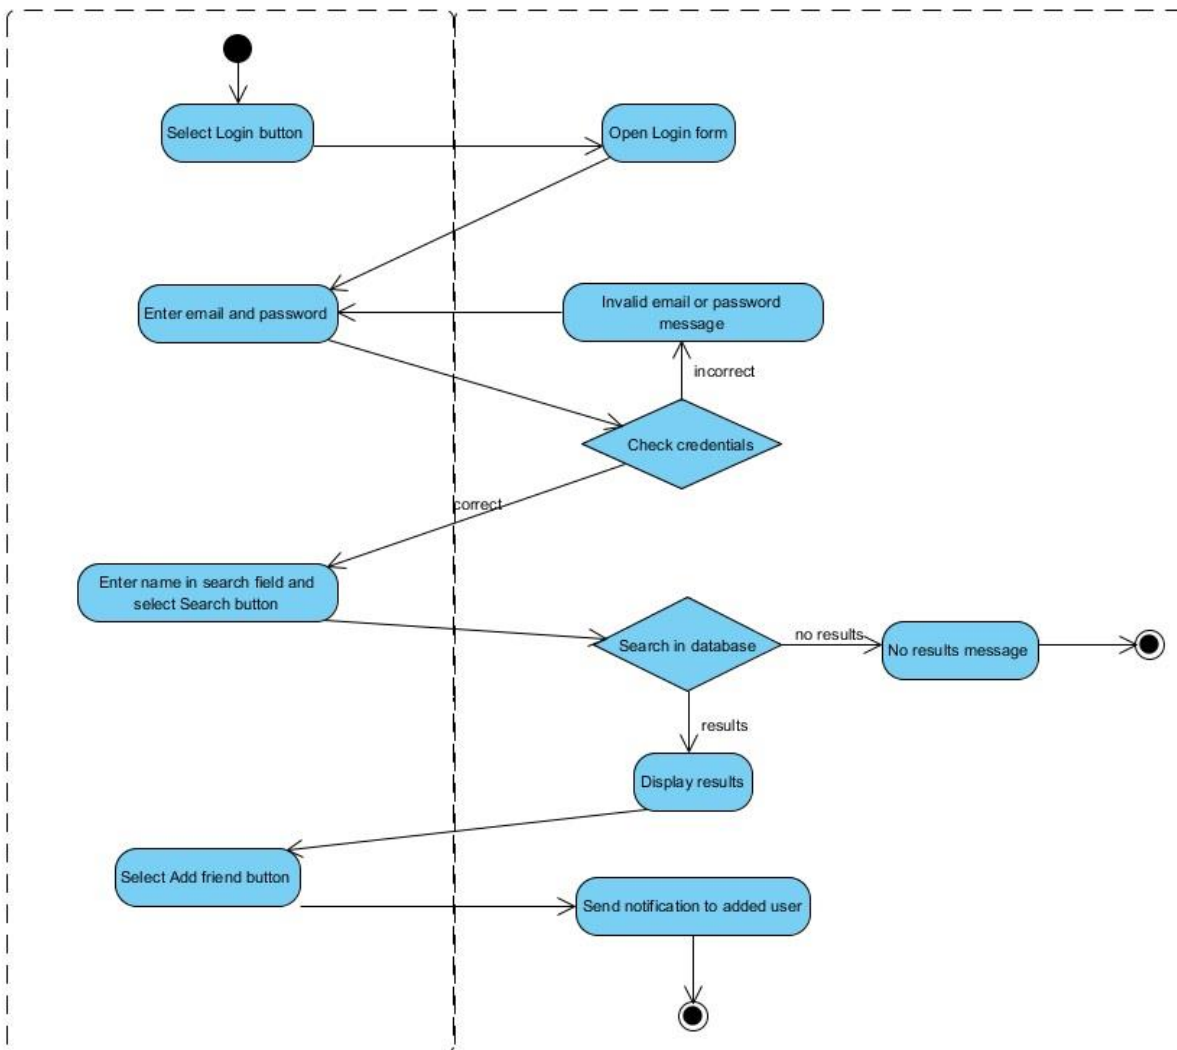 Select Login button
Open Login form
Enter email and password
Invalid email or password
message
incorrect
Check credentials
correct
Enter name in search field and
select Search button
Search in database
no results
No results message
results
Display results
Select Add friend button
Send notification to added user